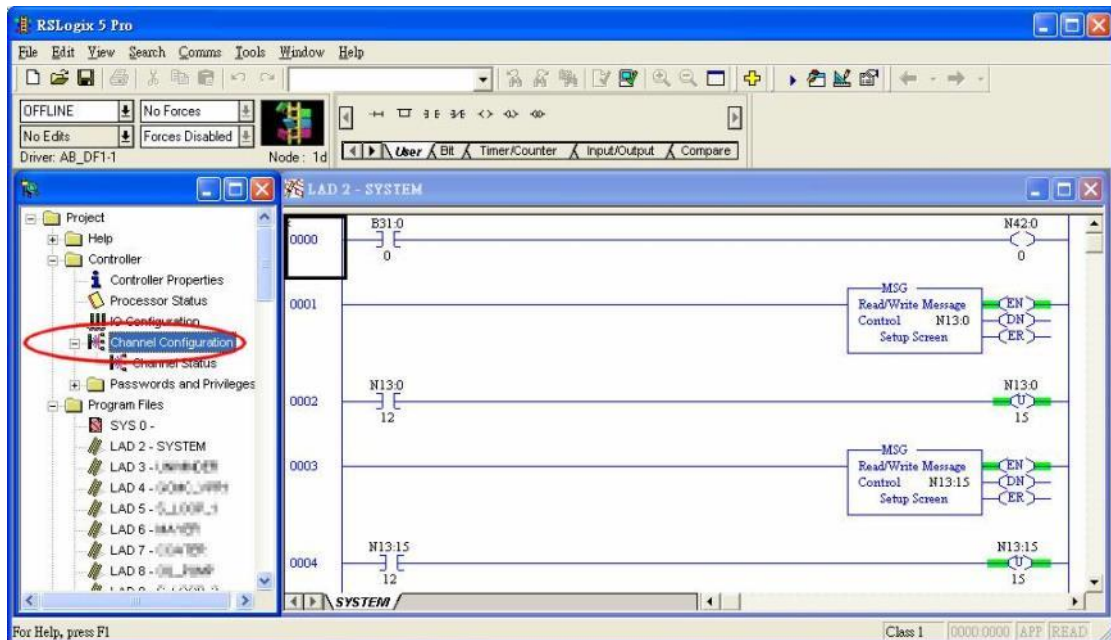 RSLogix 5 Pro
File Edit View Search Comms Tools Window Help
OFFLINE No Forces
No Edits Forces Disabled
Driver: AB_DF1-1 Node : 1d
User Bit Timer/Counter Input/Output Compare
LAD 2 - SYSTEM
Project
Help
Controller
Controller Properties
Processor Status
IO Configuration
Channel Configuration
Channel Status
Passwords and Privileges
Program Files
SYS 0 -
LAD 2 - SYSTEM
LAD 3 -
LAD 4 -
LAD 5 -
LAD 6 -
LAD 7 -
LAD 8 -
0000 B31:0 N42:0
0 0
0001 MSG
Read/Write Message EN
Control N13:0 DN
Setup Screen ER
0002 N13:0 N13:0
U
12 15
0003 MSG
Read/Write Message EN
Control N13:15 DN
Setup Screen ER
0004 N13:15 N13:15
U
12 15
SYSTEM
For Help, press F1 Class 1 0000:0000 APP READ